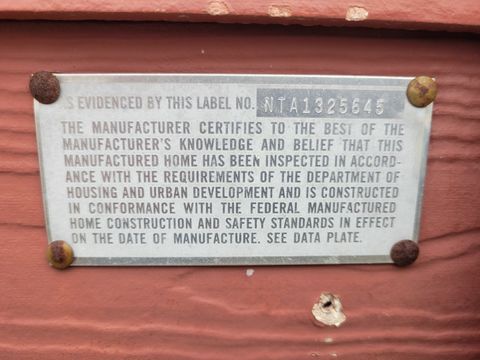 S EVIDENCED BY THIS LABEL NO. NTA1325645
THE MANUFACTURER CERTIFIES TO THE BEST OF THE
MANUFACTURER'S KNOWLEDGE AND BELIEF THAT THIS
MANUFACTURED HOME HAS BEEN INSPECTED IN ACCORD-
ANCE WITH THE REQUIREMENTS OF THE DEPARTMENT OF
HOUSING AND URBAN DEVELOPMENT AND IS CONSTRUCTED
IN CONFORMANCE WITH THE FEDERAL MANUFACTURED
HOME CONSTRUCTION AND SAFETY STANDARDS IN EFFECT
ON THE DATE OF MANUFACTURE. SEE DATA PLATE.